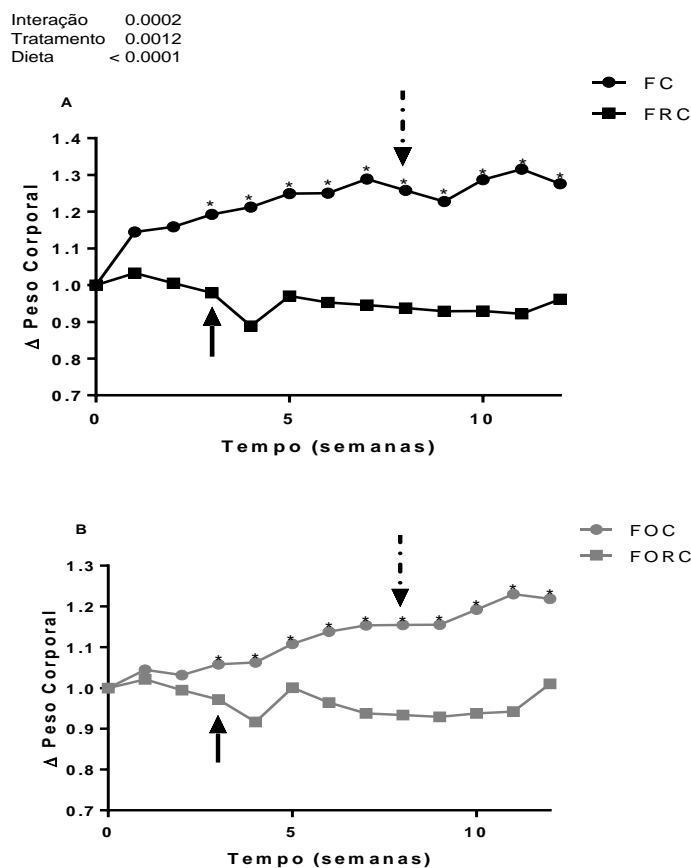 Interação 0.0002
Tratamento 0.0012
Dieta < 0.0001
A
FC
FRC
1.4
1.3
1.2
1.1
1.0
0.9
0.8
0.7
Δ Peso Corporal
* * * * * * * * * *
0 5 10
Tempo (semanas)
B
FOC
FORC
1.3
1.2
1.1
1.0
0.9
0.8
0.7
Δ Peso Corporal
* * * * * * * * * *
0 5 10
Tempo (semanas)